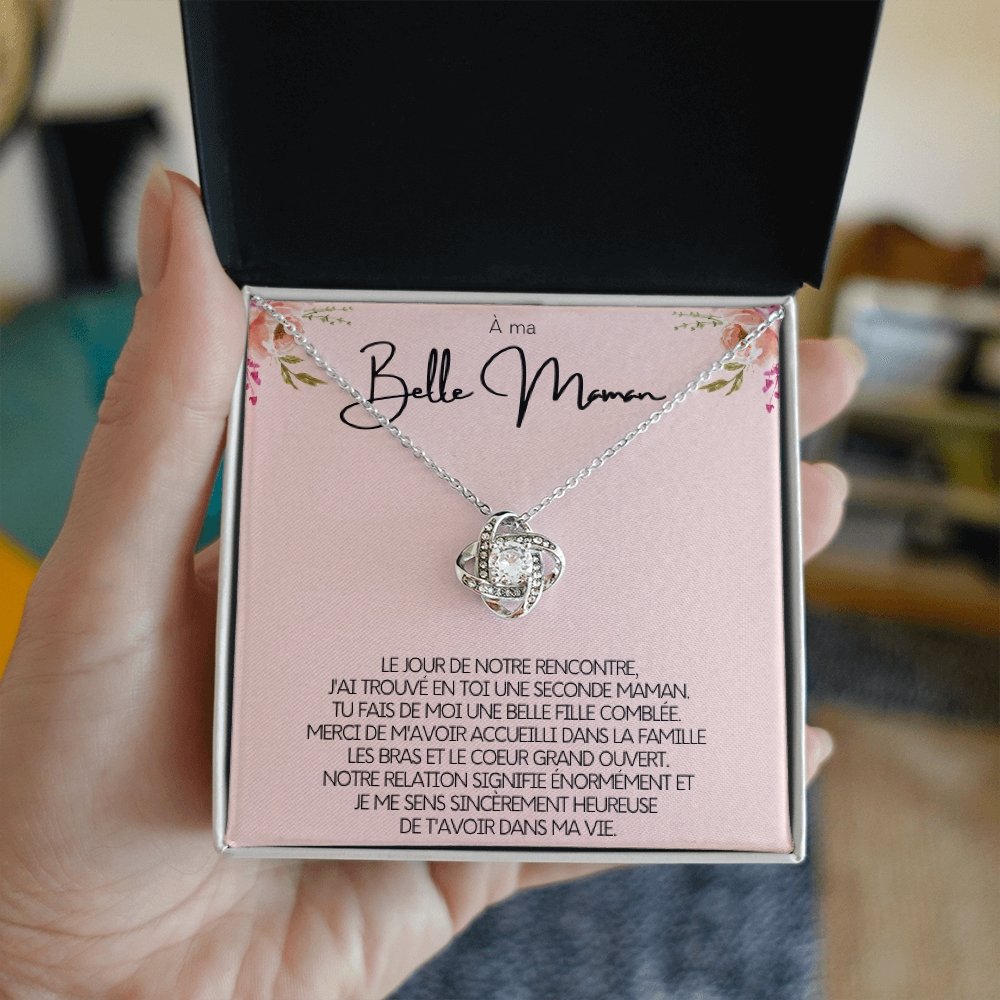 À ma
Belle Maman
LE JOUR DE NOTRE RENCONTRE,
J'AI TROUVÉ EN TOI UNE SECONDE MAMAN.
TU FAIS DE MOI UNE BELLE FILLE COMBLÉE.
MERCI DE M'AVOIR ACCUEILLI DANS LA FAMILLE
LES BRAS ET LE COEUR GRAND OUVERT.
NOTRE RELATION SIGNIFIE ÉNORMÉMENT ET
JE ME SENS SINCÈREMENT HEUREUSE
DE T'AVOIR DANS MA VIE.